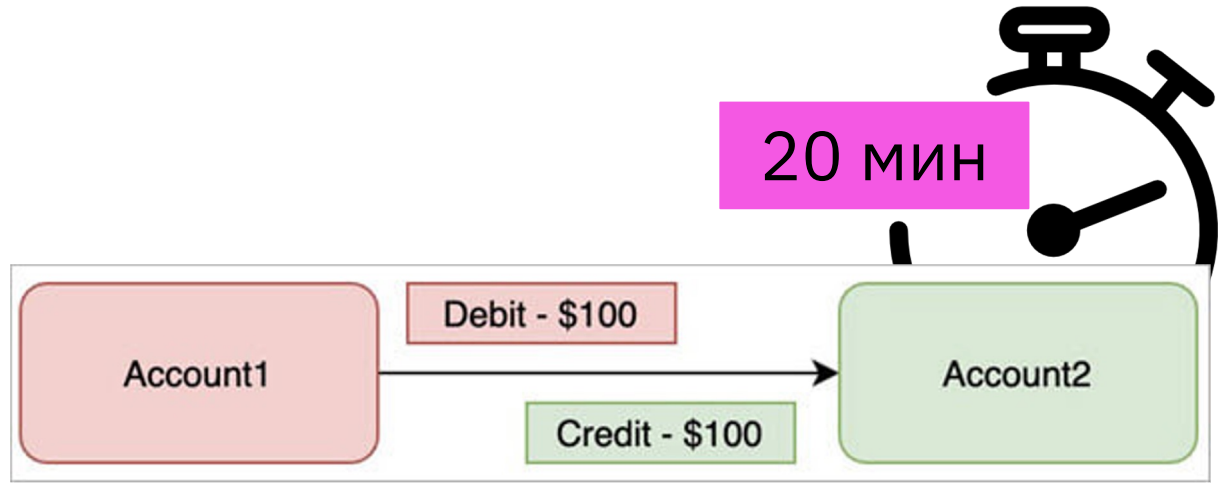 20 мин
Debit - $100
Account1
Account2
Credit - $100